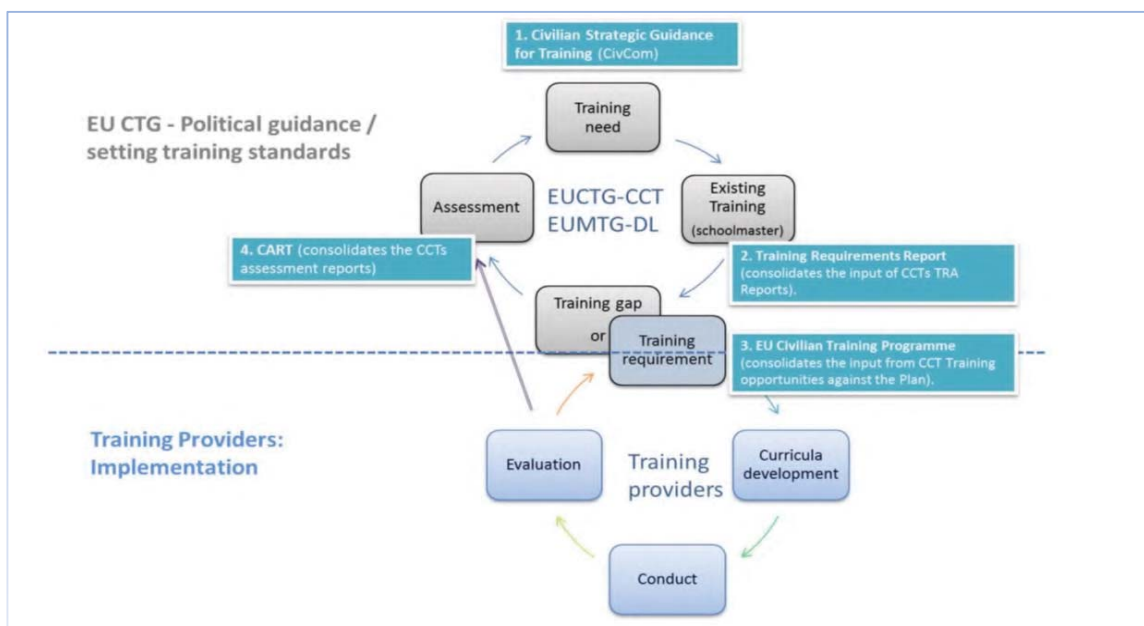 1. Civilian Strategic Guidance
for Training (CivCom)
Training
need
EU CTG - Political guidance /
setting training standards
Assessment
EUCTG-CCT
EUMTG-DL
Existing
Training
(schoolmaster)
4. CART (consolidates the CCTs
assessment reports)
2. Training Requirements Report
(consolidates the input of CCTs TRA
Reports).
Training gap
or
Training
requirement
3. EU Civilian Training Programme
(consolidates the input from CCT Training
opportunities against the Plan).
Training Providers:
Implementation
Evaluation
Training
providers
Curricula
development
Conduct